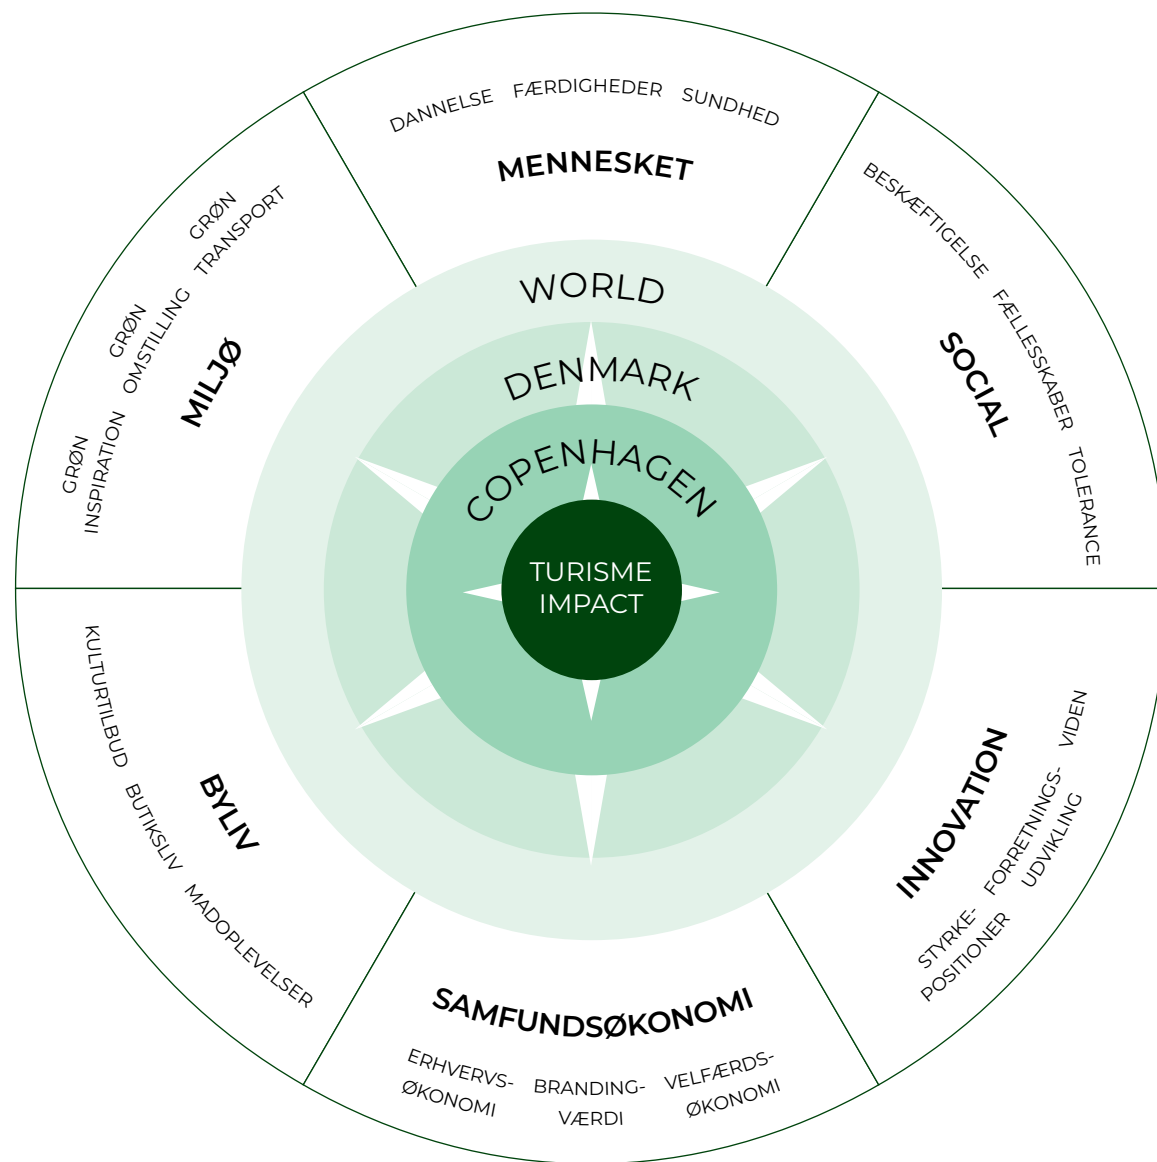 DANNELSE
FÆRDIGHEDER
SUNDHED
MENNESKET
BESKÆFTIGELSE
FÆLLESSKABER
TOLERANCE
SOCIAL
VIDEN
FORRETNINGS-
UDVIKLING
STYRKE-
POSITIONER
INNOVATION
SAMFUNDSØKONOMI
ERHVERVS-
ØKONOMI
BRANDING-
VÆRDI
VELFÆRDS-
ØKONOMI
KULTURTILBUD
BUTIKSLIV
MADOPLEVELSER
BYLIV
GRØN
INSPIRATION
GRØN
OMSTILLING
GRØN
TRANSPORT
MILJØ
WORLD
DENMARK
COPENHAGEN
TURISME
IMPACT